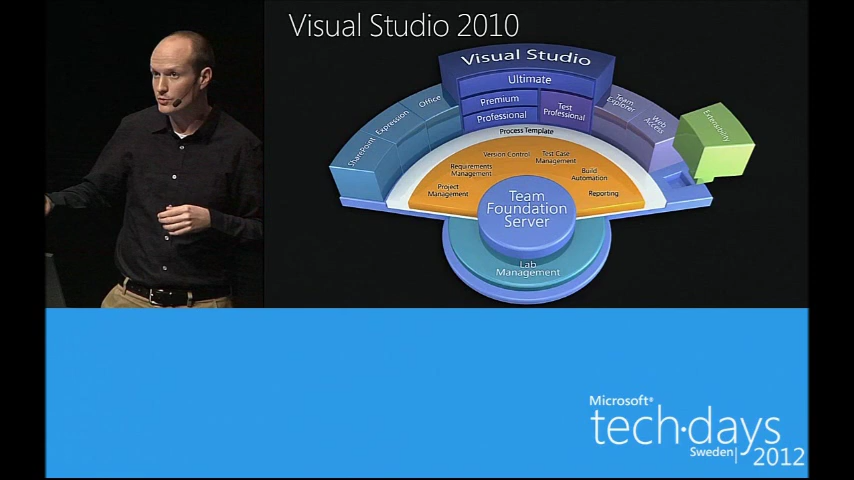 Visual Studio 2010
Visual Studio
Ultimate
Premium
Professional
Test
Professional
SharePoint
Expression
Office
Team
Explorer
Web
Access
Extensibility
Process Template
Version Control
Test Case
Management
Requirements
Management
Build
Automation
Project
Management
Reporting
Team
Foundation
Server
Lab
Management
Microsoft®
tech·days
Sweden|
2012